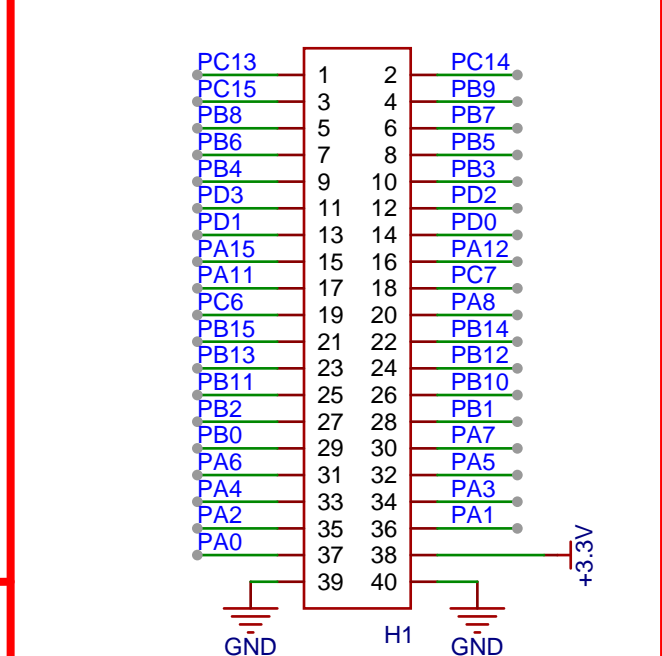 PC13 1 2 PC14
PC15 3 4 PB9
PB8 5 6 PB7
PB6 7 8 PB5
PB4 9 10 PB3
PD3 11 12 PD2
PD1 13 14 PD0
PA15 15 16 PA12
PA11 17 18 PC7
PC6 19 20 PA8
PB15 21 22 PB14
PB13 23 24 PB12
PB11 25 26 PB10
PB2 27 28 PB1
PB0 29 30 PA7
PA6 31 32 PA5
PA4 33 34 PA3
PA2 35 36 PA1
PA0 37 38 +3.3V
39 40
GND H1 GND